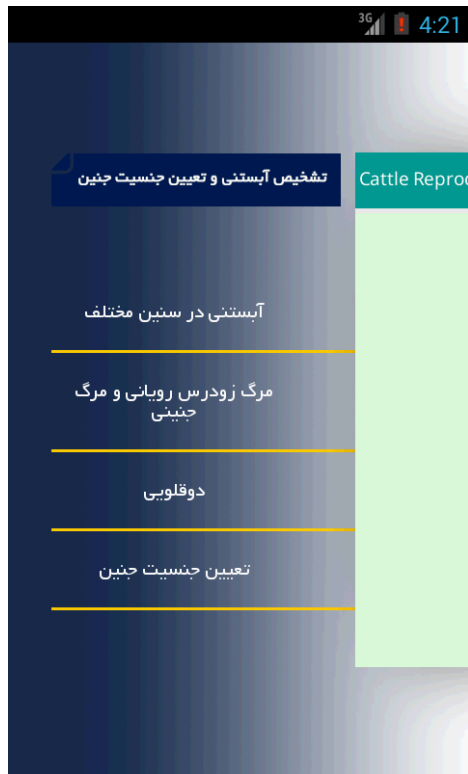 3G 4:21
تشخیص آبستنی و تعیین جنسیت جنین
Cattle Reproc
آبستنی در سنین مختلف
مرگ زودرس رویانی و مرگ
جنینی
دوقلویی
تعیین جنسیت جنین